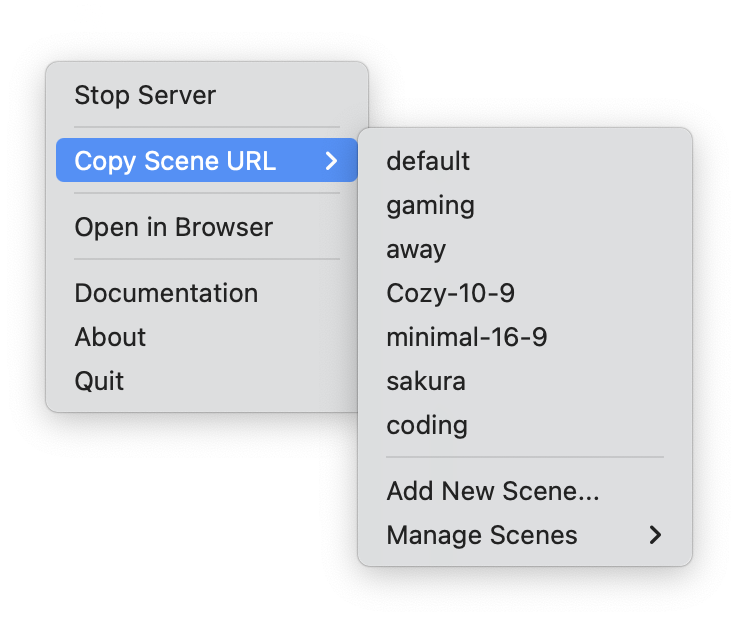 Stop Server
Copy Scene URL
Open in Browser
Documentation
About
Quit
default
gaming
away
Cozy-10-9
minimal-16-9
sakura
coding
Add New Scene...
Manage Scenes